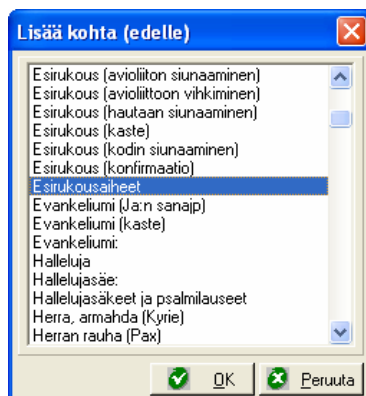 Lisää kohta (edelle)
Esirukous (avioliiton siunaaminen)
Esirukous (avioliittoon vihkiminen)
Esirukous (hautaan siunaaminen)
Esirukous (kaste)
Esirukous (kodin siunaaminen)
Esirukous (konfirmaatio)
Esirukousaiheet
Evankeliumi (Ja:n sanajp)
Evankeliumi (kaste)
Evankeliumi:
Halleluja
Hallelujasäe:
Hallelujasäkeet ja psalmilauseet
Herra, armahda (Kyrie)
Herran rauha (Pax)
OK
Peruuta